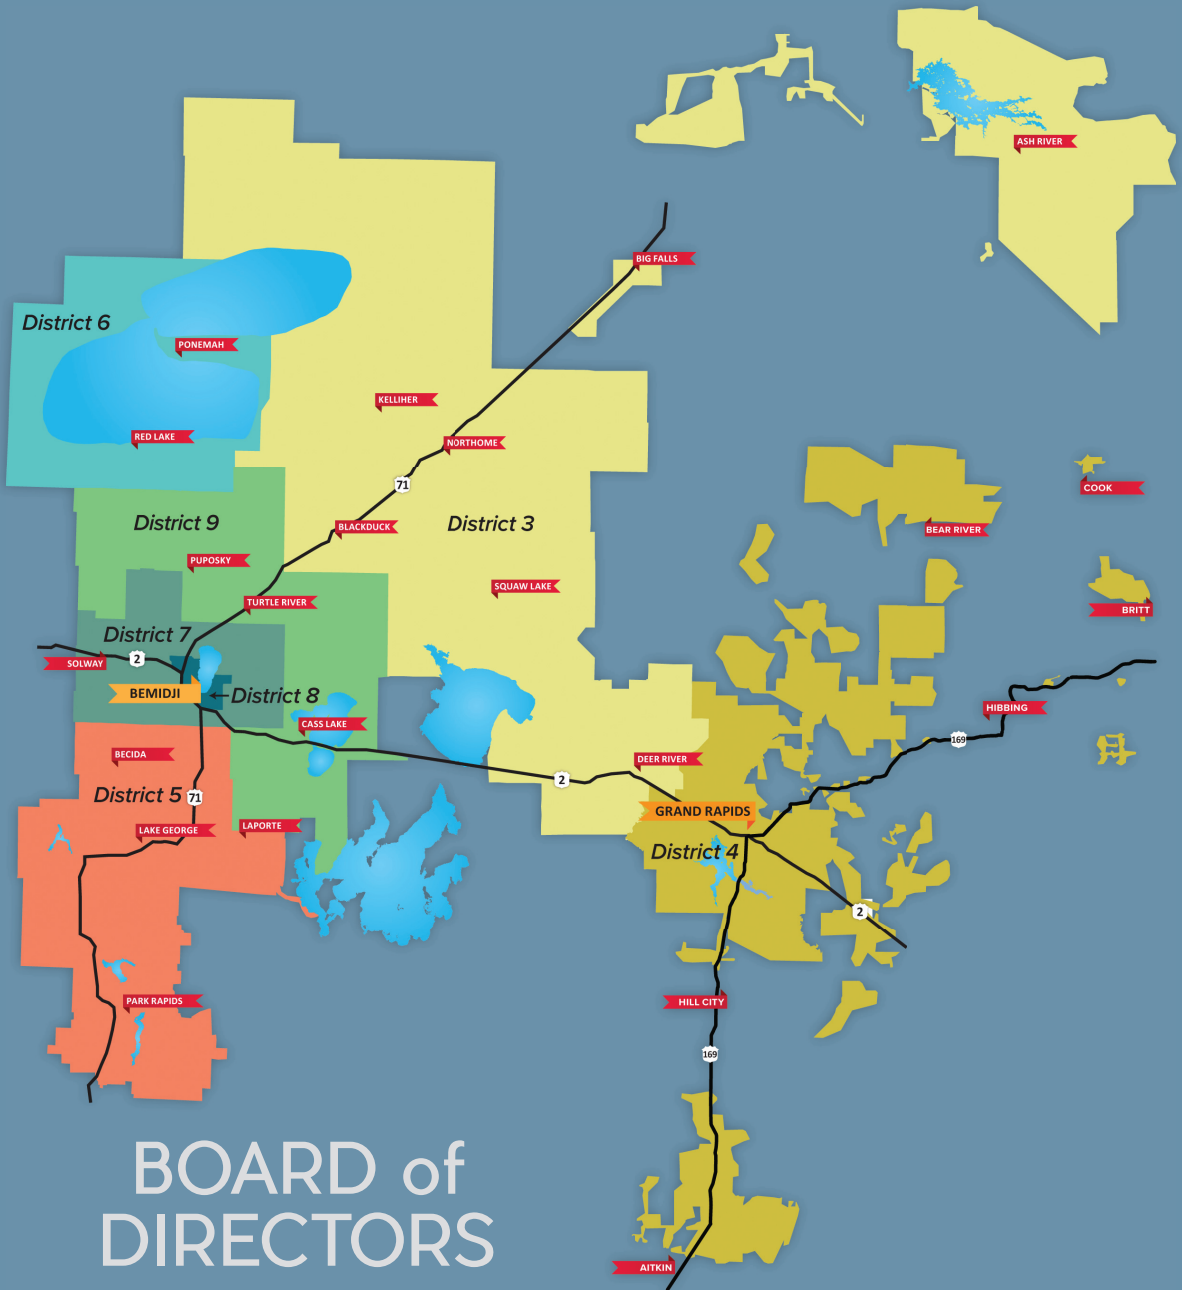 ASH RIVER
BIG FALLS
District 6
PONEMAH
KELLIHER
RED LAKE
NORTHOME
71
COOK
District 9
BLACKDUCK
District 3
BEAR RIVER
PUPOSKY
SQUAW LAKE
TURTLE RIVER
BRITT
District 7
SOLWAY
2
BEMIDJI
District 8
HIBBING
CASS LAKE
169
BECIDA
DEER RIVER
2
District 5
71
GRAND RAPIDS
LAKE GEORGE
LAPORTE
District 4
2
PARK RAPIDS
HILL CITY
169
BOARD of
DIRECTORS
AITKIN